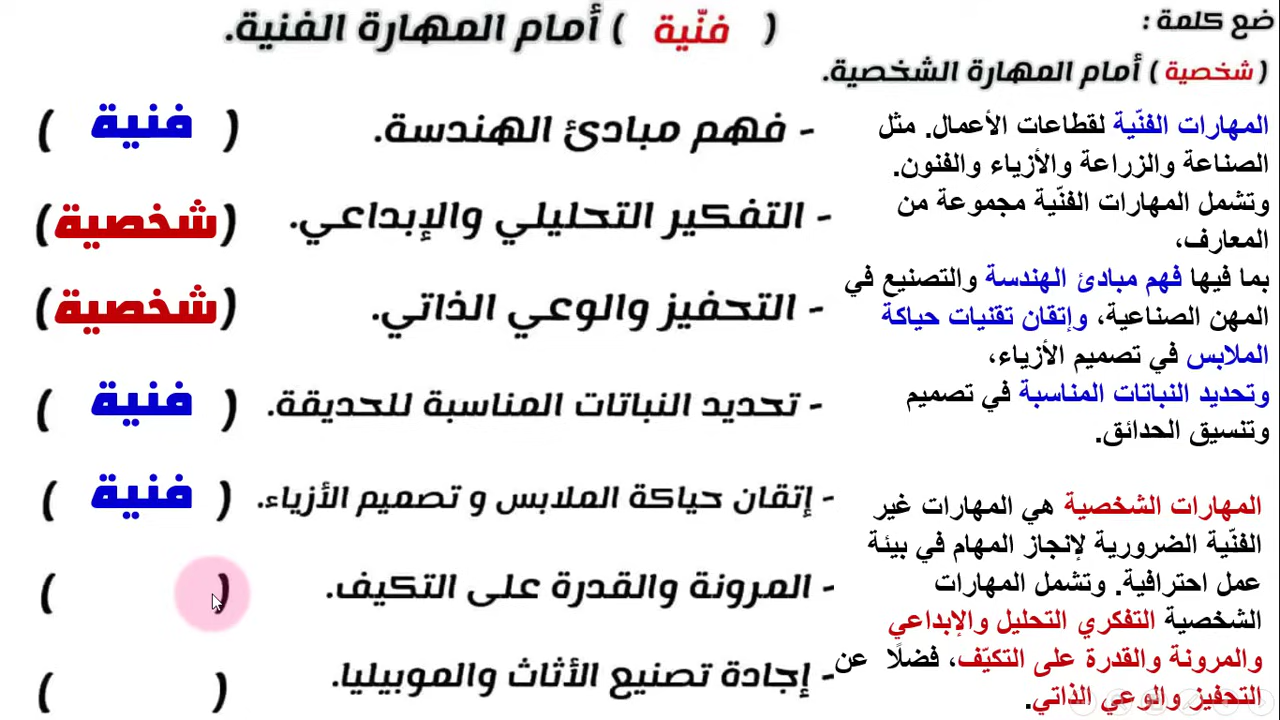 ضع كلمة :
( شخصية ) أمام المهارة الشخصية.
( فنّية ) أمام المهارة الفنية.
المهارات الفنّية لقطاعات الأعمال. مثل
الصناعة والزراعة والأزياء والفنون.
وتشمل المهارات الفنّية مجموعة من
المعارف،
بما فيها فهم مبادئ الهندسة والتصنيع في
المهن الصناعية، وإتقان تقنيات حياكة
الملابس في تصميم الأزياء،
وتحديد النباتات المناسبة في تصميم
وتنسيق الحدائق.
المهارات الشخصية هي المهارات غير
الفنّية الضرورية لإنجاز المهام في بيئة
عمل احترافية. وتشمل المهارات
الشخصية التفكري التحليل والإبداعي
والمرونة والقدرة على التكيّف، فضلًا عن
التحفيز والوعي الذاتي.
- فهم مبادئ الهندسة. ( فنية )
- التفكير التحليلي والإبداعي. (شخصية)
- التحفيز والوعي الذاتي. (شخصية)
- تحديد النباتات المناسبة للحديقة. ( فنية )
- إتقان حياكة الملابس و تصميم الأزياء. ( فنية )
- المرونة والقدرة على التكيف. ( )
- إجادة تصنيع الأثاث والموبيليا. ( )